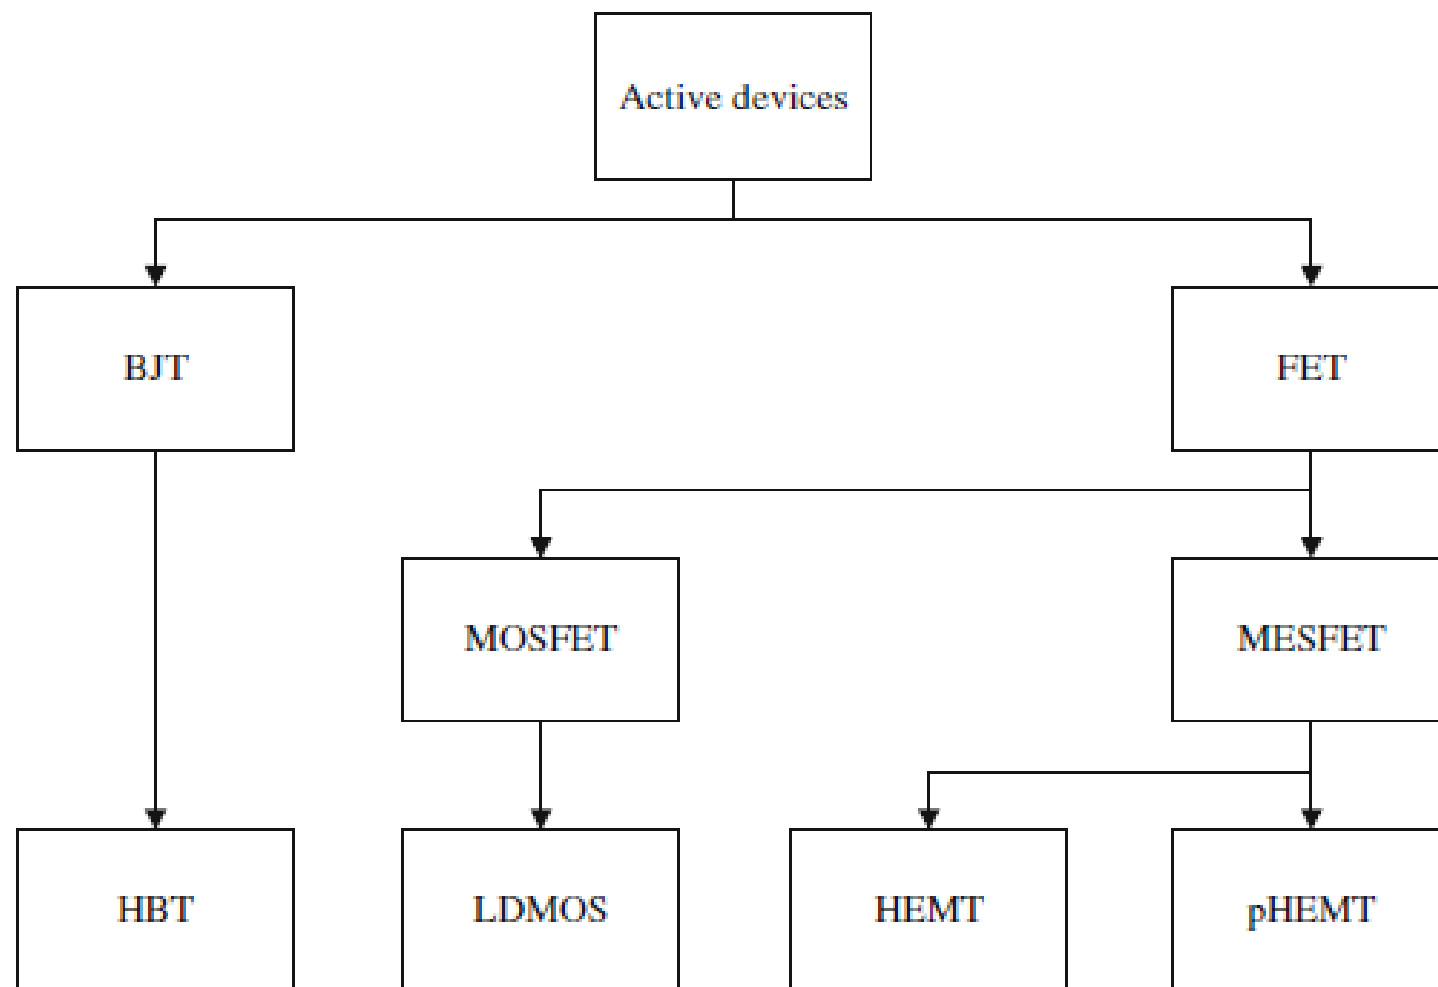 Active devices
BJT
FET
MOSFET
MESFET
HBT
LDMOS
HEMT
pHEMT